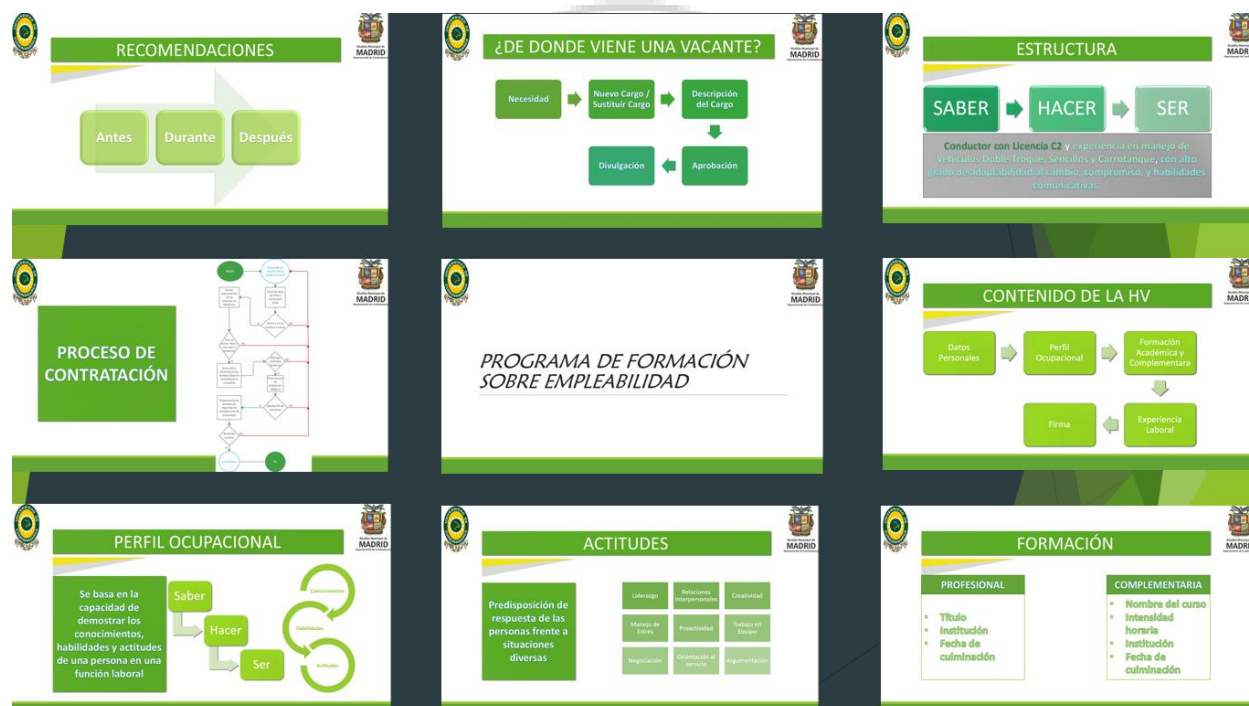 RECOMENDACIONES
Alcaldía Municipal de
MADRID
Antes
Durante
Después
¿DE DONDE VIENE UNA VACANTE?
MADRID
Necesidad
Nuevo Cargo /
Sustituir Cargo
Descripción
del Cargo
Divulgación
Aprobación
ESTRUCTURA
SABER
HACER
SER
Conductor con Licencia C2 y experiencia en manejo de
Vehículos Doble Troque, Sencillos y Carrotanque, con alto
grado de adaptabilidad al cambio, compromiso, y habilidades
comunicativas.
PROCESO DE
CONTRATACIÓN
MADRID
PROGRAMA DE FORMACIÓN
SOBRE EMPLEABILIDAD
MADRID
CONTENIDO DE LA HV
Datos
Personales
Perfil
Ocupacional
Formación
Académica y
Complementara
Firma
Experiencia
Laboral
PERFIL OCUPACIONAL
MADRID
Se basa en la
capacidad de
demostrar los
conocimientos,
habilidades y actitudes
de una persona en una
función laboral
Saber
Hacer
Ser
Conocimientos
Habilidades
Actitudes
ACTITUDES
MADRID
Predisposición de
respuesta de las
personas frente a
situaciones
diversas
Liderazgo
Relaciones
Interpersonales
Creatividad
Manejo de
Estrés
Proactividad
Trabajo en
Equipo
Negociación
Orientación al
servicio
Argumentación
FORMACIÓN
PROFESIONAL
• Título
• Institución
• Fecha de
culminación
COMPLEMENTARIA
• Nombre del curso
• Intensidad
horaria
• Institución
• Fecha de
culminación